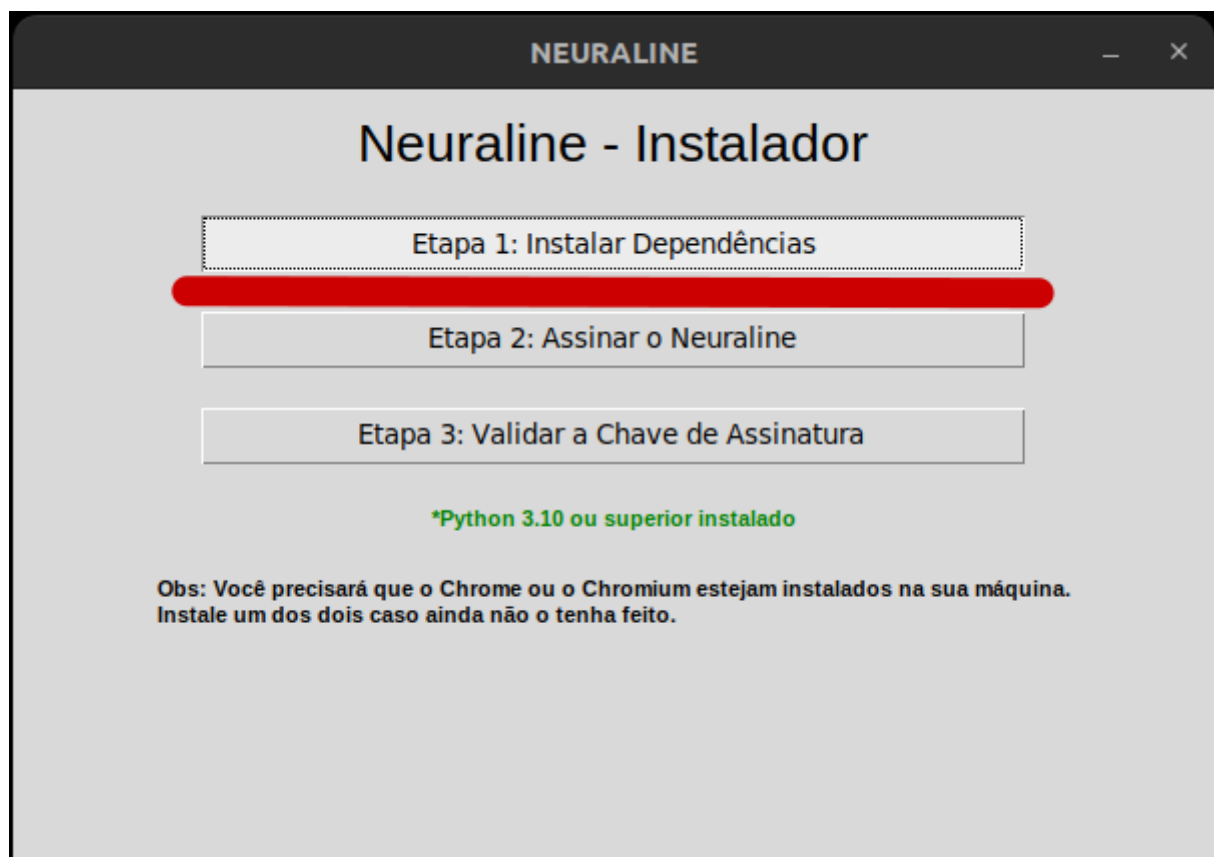 NEURALINE
Neuraline - Instalador
Etapa 1: Instalar Dependências
Etapa 2: Assinar o Neuraline
Etapa 3: Validar a Chave de Assinatura
*Python 3.10 ou superior instalado
Obs: Você precisará que o Chrome ou o Chromium estejam instalados na sua máquina.
Instale um dos dois caso ainda não o tenha feito.